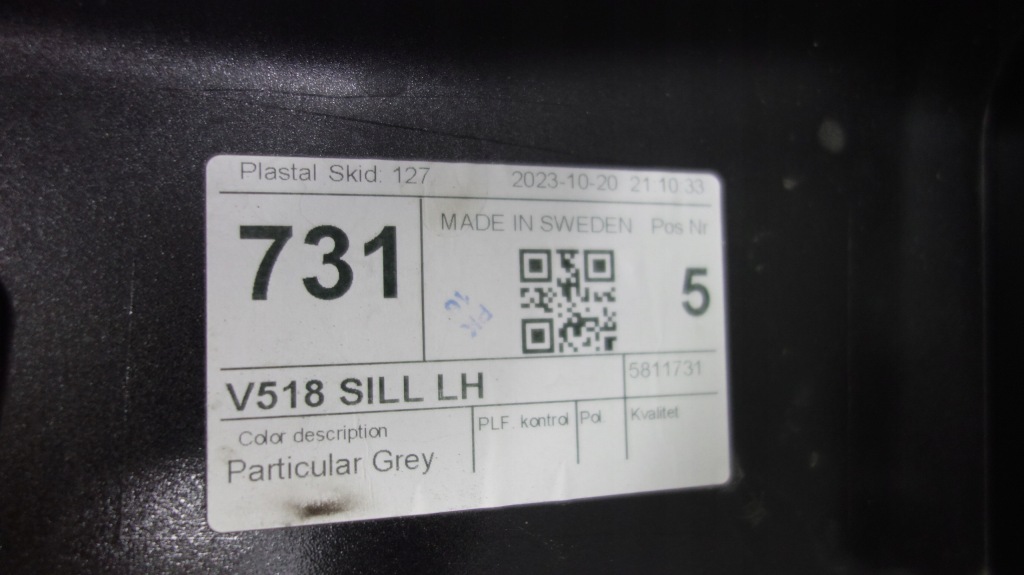 Plastal Skid: 127 2023-10-20 21:10:33
731
MADE IN SWEDEN Pos Nr
5
V518 SILL LH
5811731
Color description
Particular Grey
PLF. kontrol
Pol.
Kvalitet